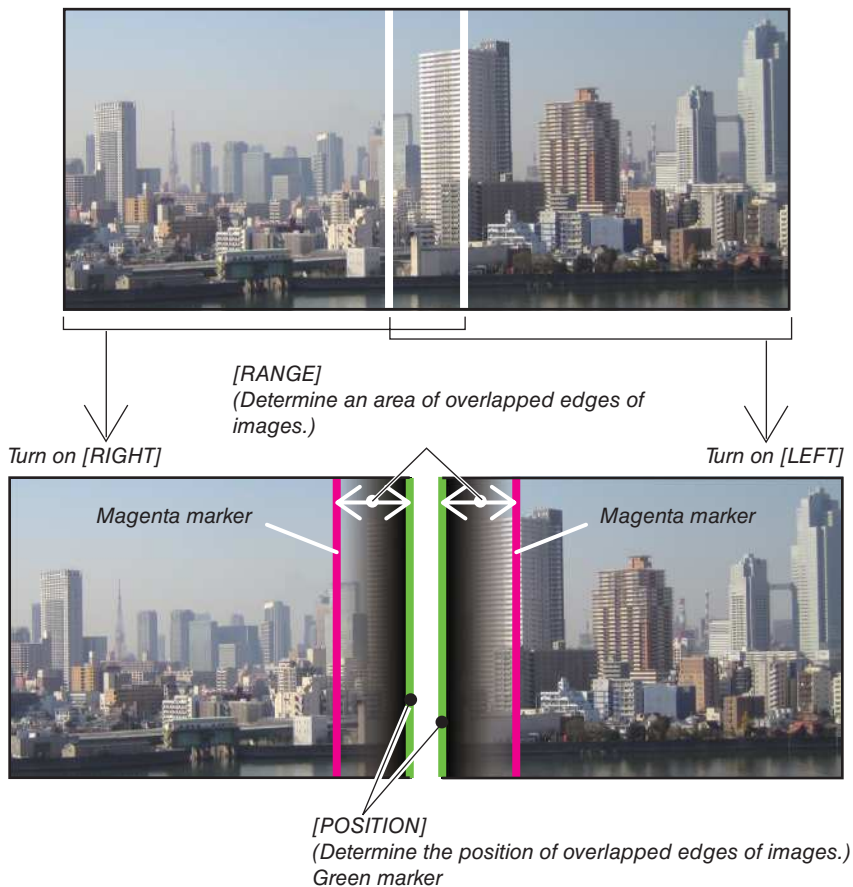 [RANGE]
(Determine an area of overlapped edges of
images.)
Turn on [RIGHT]
Turn on [LEFT]
Magenta marker
Magenta marker
[POSITION]
(Determine the position of overlapped edges of images.)
Green marker